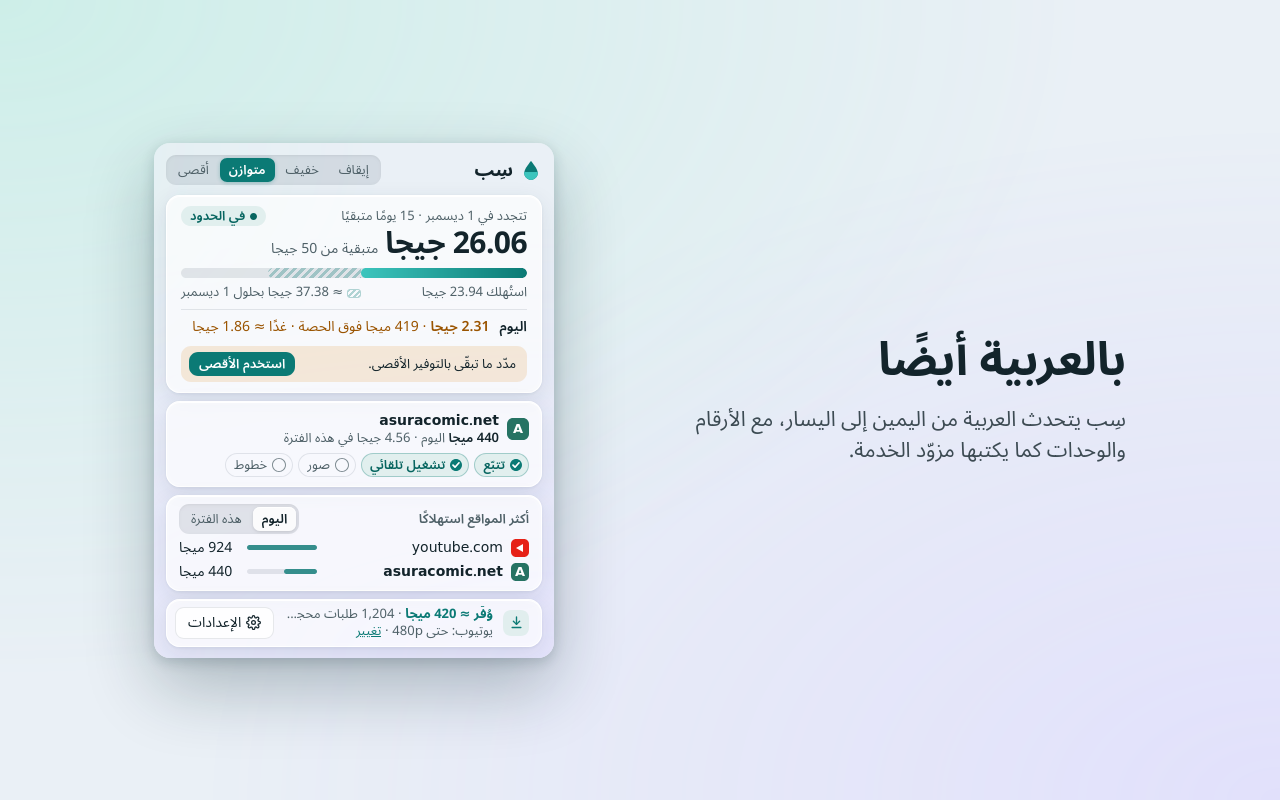 سِب
إيقاف خفيف متوازن أقصى
تتجدد في 1 ديسمبر · 15 يومًا متبقيًا
في الحدود
26.06 جيجا متبقية من 50 جيجا
استُهلك 23.94 جيجا
≈ 37.38 جيجا بحلول 1 ديسمبر
اليوم 2.31 جيجا · 419 ميجا فوق الحصة · غدًا ≈ 1.86 جيجا
مدّد ما تبقّى بالتوفير الأقصى.
استخدم الأقصى
A
asuracomic.net
440 ميجا اليوم · 4.56 جيجا في هذه الفترة
تتبّع تشغيل تلقائي صور خطوط
أكثر المواقع استهلاكًا
اليوم هذه الفترة
youtube.com 924 ميجا
A asuracomic.net 440 ميجا
وُفّر ≈ 420 ميجا · 1,204 طلبات محجـ...
يوتيوب: حتى 480p · تغيير
الإعدادات
بالعربية أيضًا
سِب يتحدث العربية من اليمين إلى اليسار، مع الأرقام
والوحدات كما يكتبها مزوّد الخدمة.